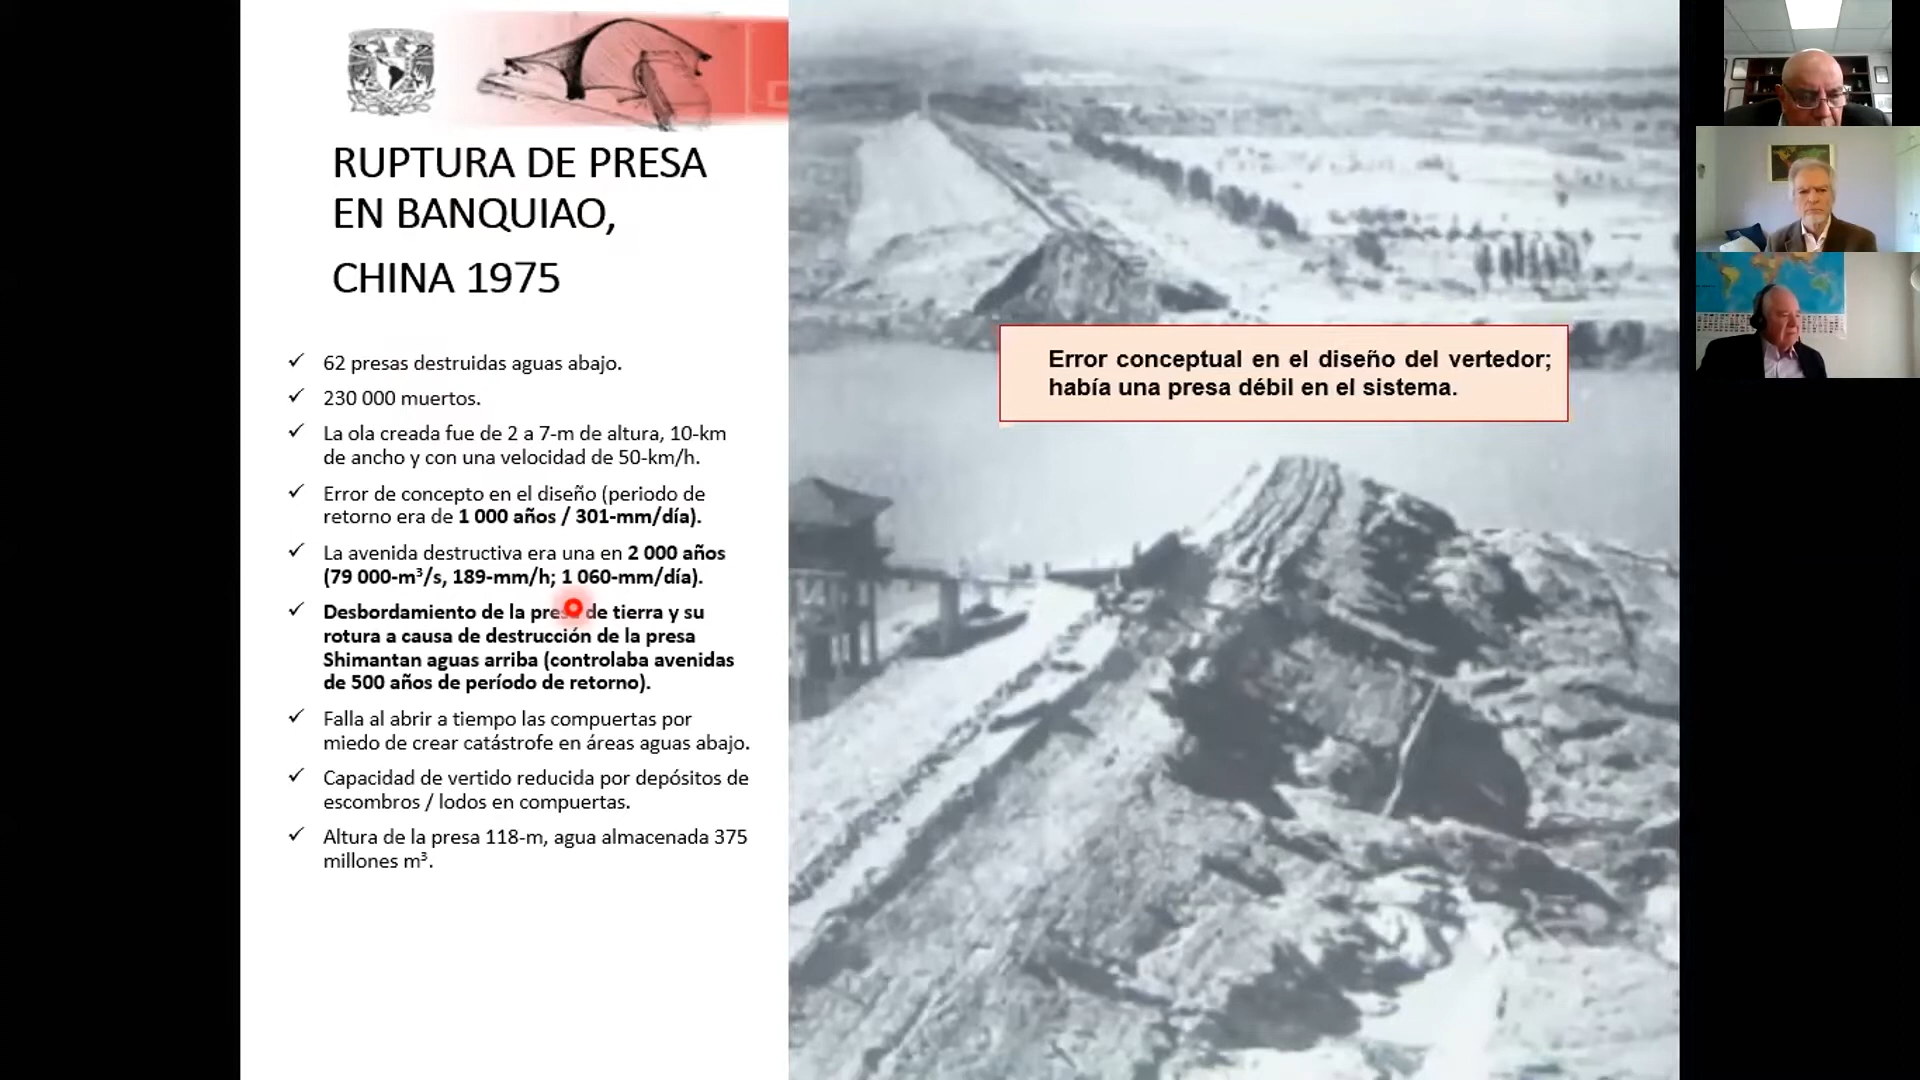 RUPTURA DE PRESA
EN BANQUIAO,
CHINA 1975
✓ 62 presas destruidas aguas abajo.
✓ 230 000 muertos.
✓ La ola creada fue de 2 a 7-m de altura, 10-km
de ancho y con una velocidad de 50-km/h.
✓ Error de concepto en el diseño (periodo de
retorno era de 1 000 años / 301-mm/día).
✓ La avenida destructiva era una en 2 000 años
(79 000-m³/s, 189-mm/h; 1 060-mm/día).
✓ Desbordamiento de la presa de tierra y su
rotura a causa de destrucción de la presa
Shimantan aguas arriba (controlaba avenidas
de 500 años de período de retorno).
✓ Falla al abrir a tiempo las compuertas por
miedo de crear catástrofe en áreas aguas abajo.
✓ Capacidad de vertido reducida por depósitos de
escombros / lodos en compuertas.
✓ Altura de la presa 118-m, agua almacenada 375
millones m³.
Error conceptual en el diseño del vertedor;
había una presa débil en el sistema.